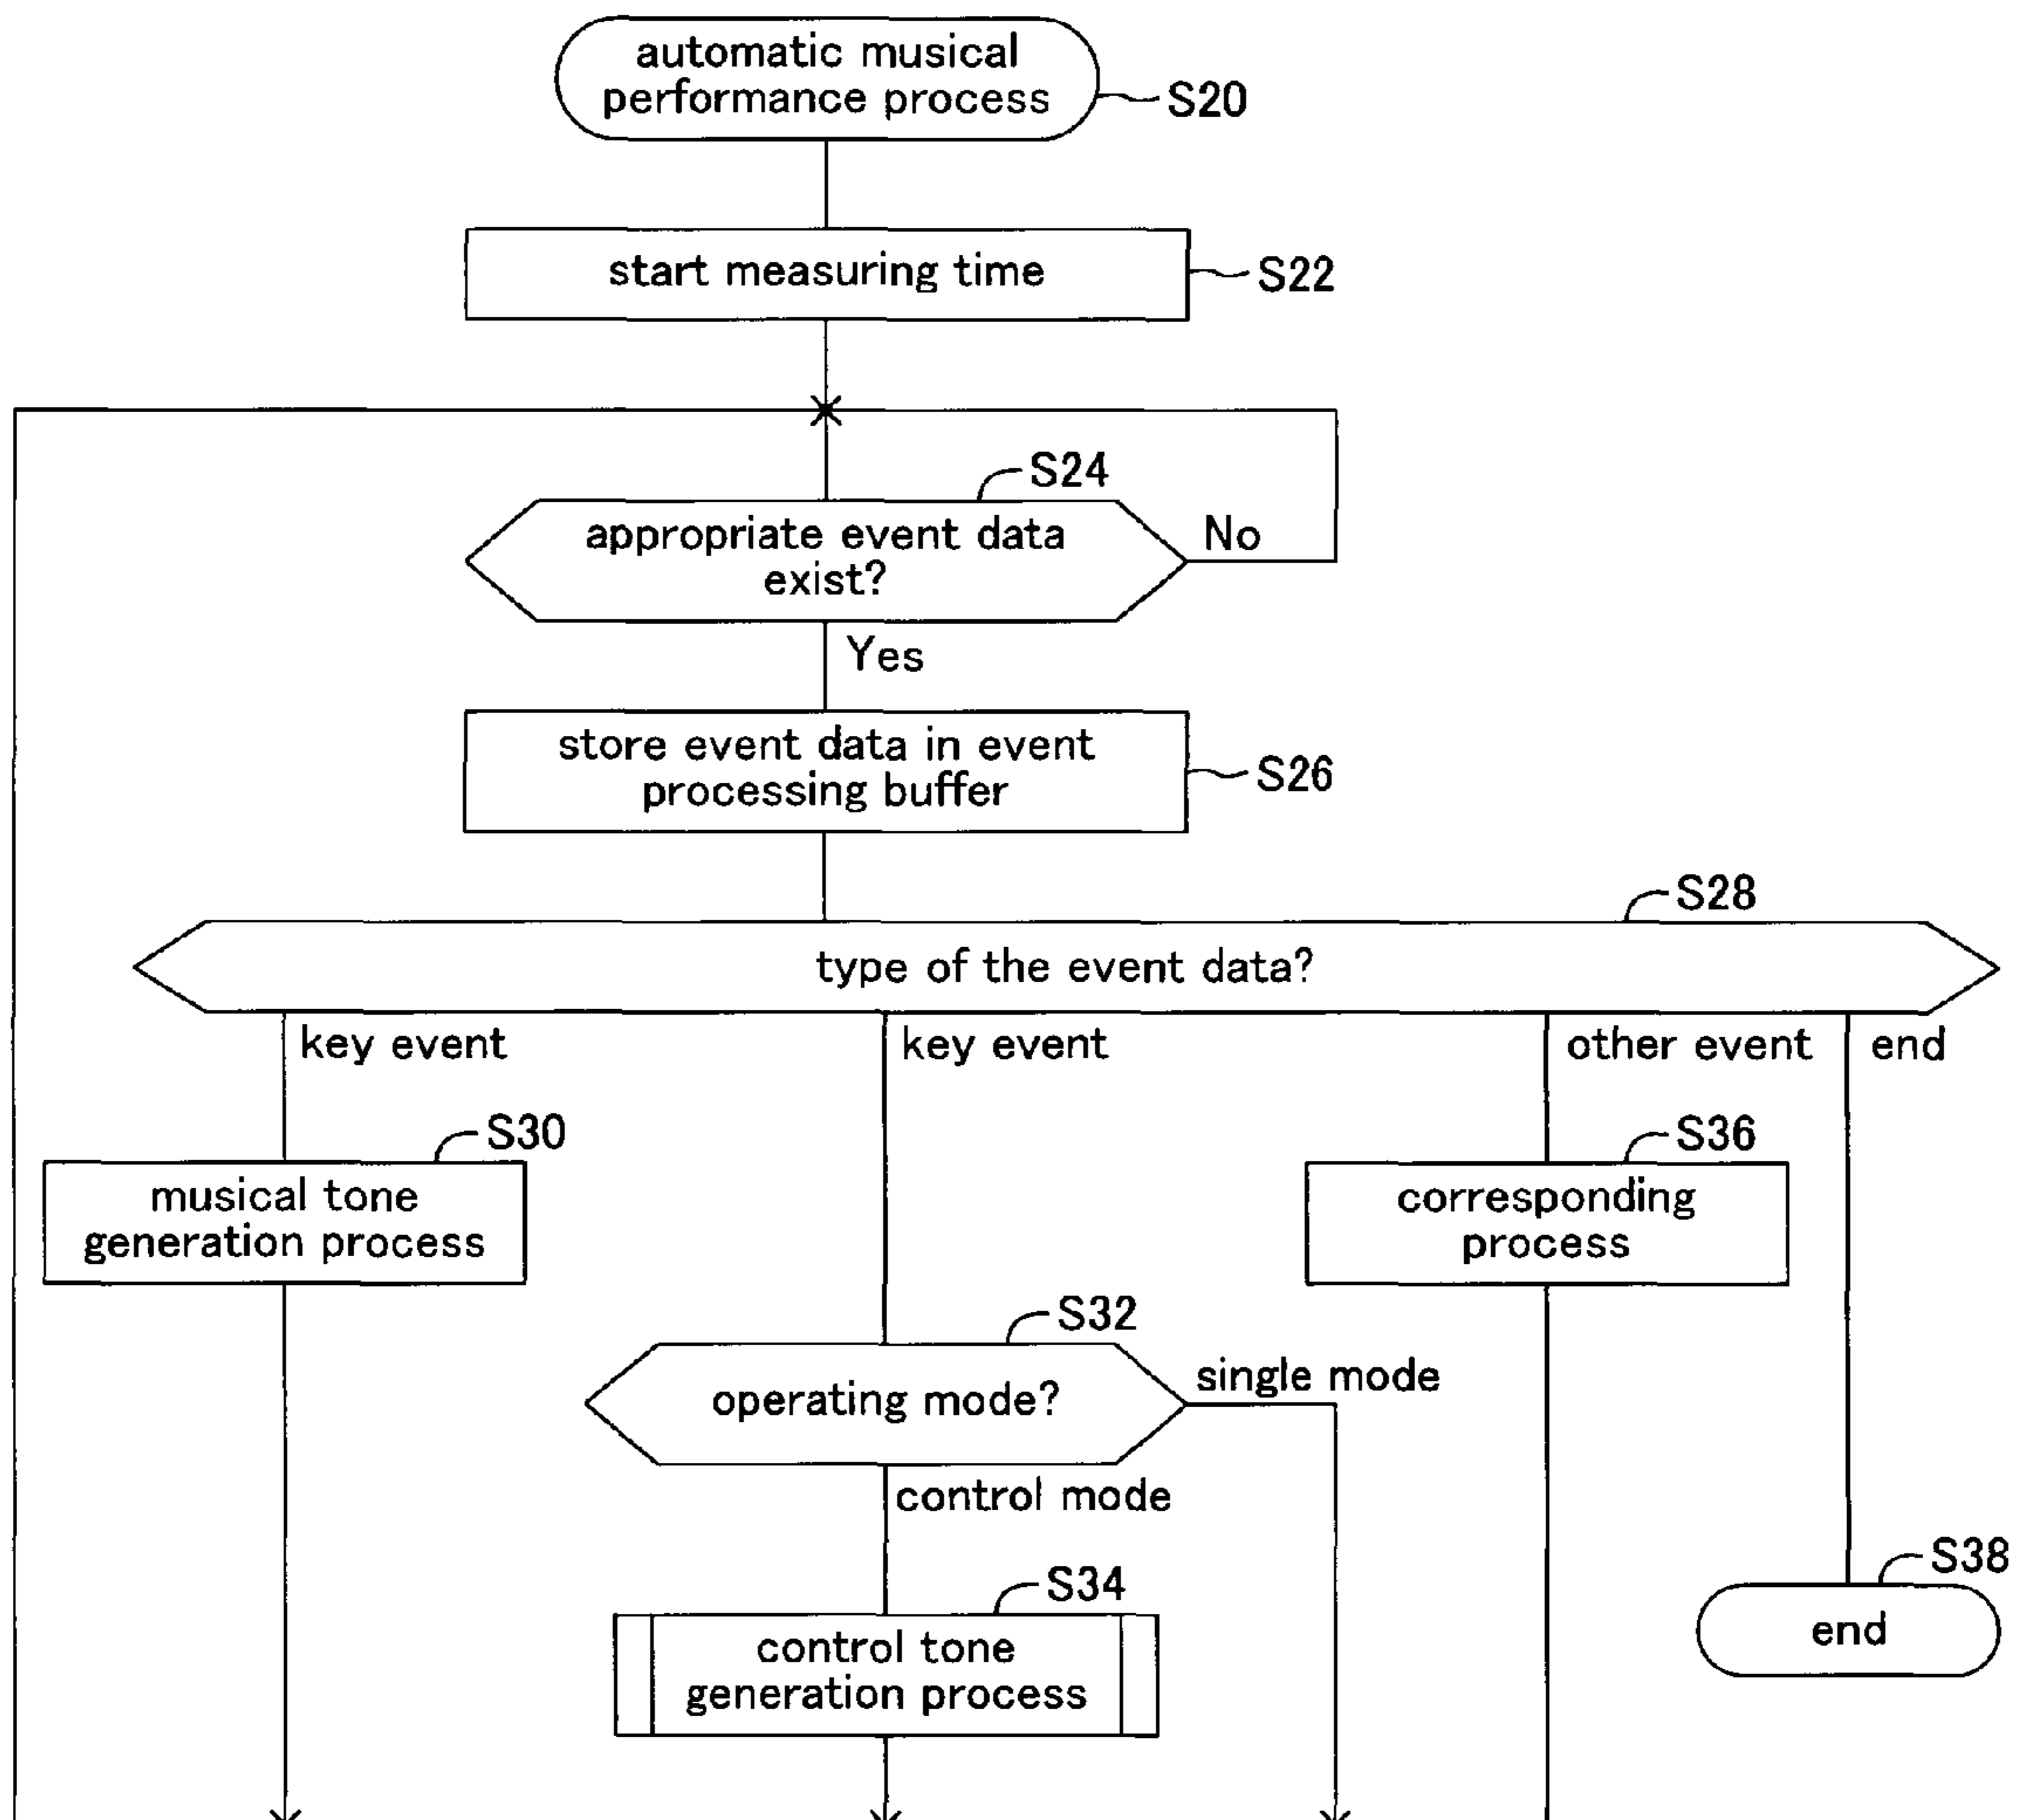 automatic musical
performance process
S20
start measuring time
S22
S24
appropriate event data
exist?
No
Yes
store event data in event
processing buffer
S26
S28
type of the event data?
key event
key event
other event
end
S30
musical tone
generation process
S36
corresponding
process
S32
operating mode?
single mode
control mode
S34
control tone
generation process
S38
end